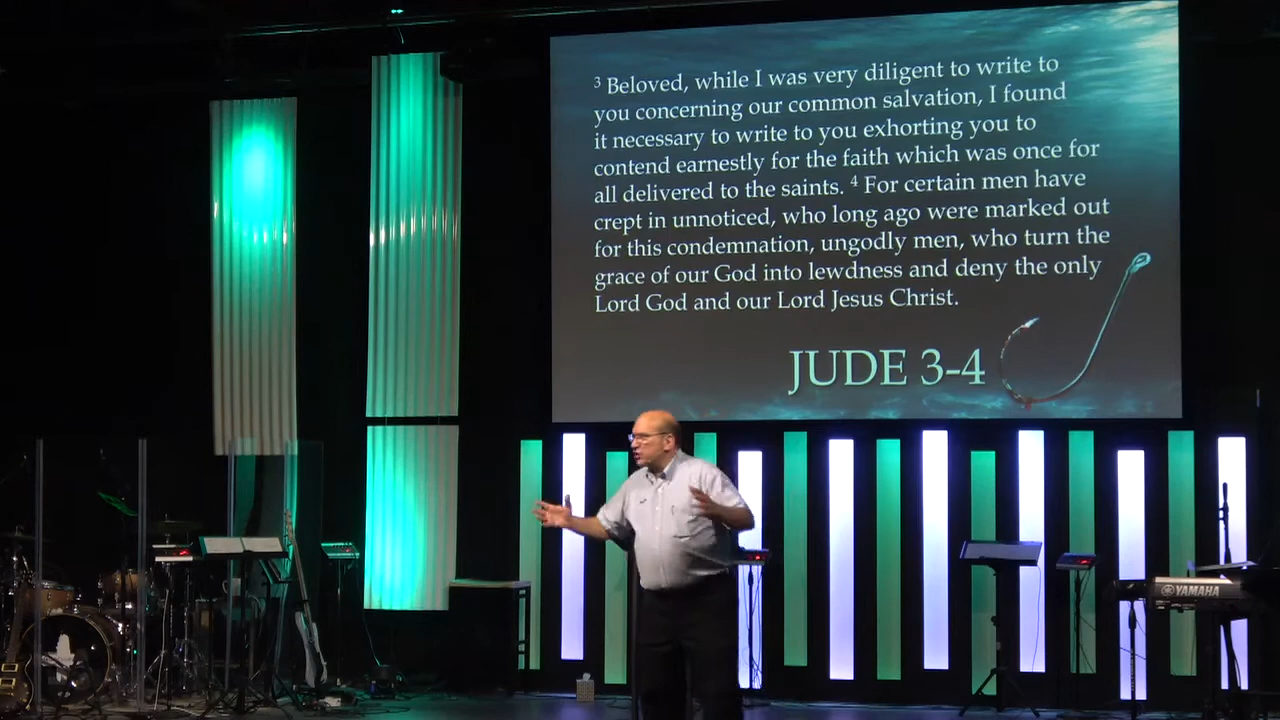 3 Beloved, while I was very diligent to write to
you concerning our common salvation, I found
it necessary to write to you exhorting you to
contend earnestly for the faith which was once for
all delivered to the saints. 4 For certain men have
crept in unnoticed, who long ago were marked out
for this condemnation, ungodly men, who turn the
grace of our God into lewdness and deny the only
Lord God and our Lord Jesus Christ.
JUDE 3-4
YAMAHA